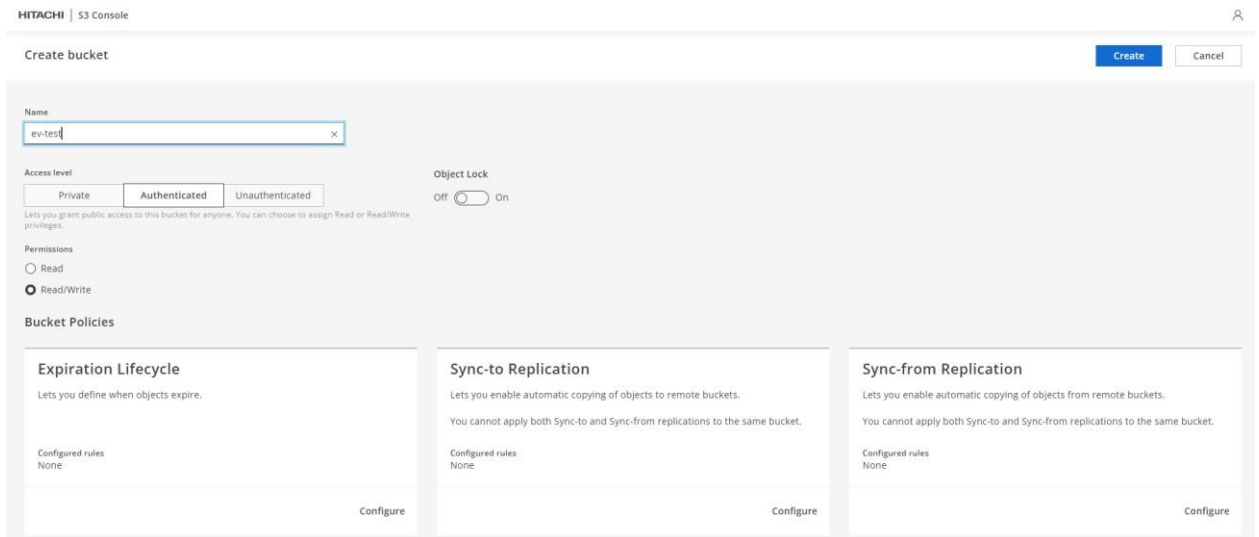 HITACHI | S3 Console
Create bucket
Create
Cancel
Name
ev-test
Access level
Private
Authenticated
Unauthenticated
Lets you grant public access to this bucket for anyone. You can choose to assign Read or Read/Write
privileges.
Object Lock
Off
On
Permissions
Read
Read/Write
Bucket Policies
Expiration Lifecycle
Lets you define when objects expire.
Configured rules
None
Configure
Sync-to Replication
Lets you enable automatic copying of objects to remote buckets.
You cannot apply both Sync-to and Sync-from replications to the same bucket.
Configured rules
None
Configure
Sync-from Replication
Lets you enable automatic copying of objects from remote buckets.
You cannot apply both Sync-to and Sync-from replications to the same bucket.
Configured rules
None
Configure